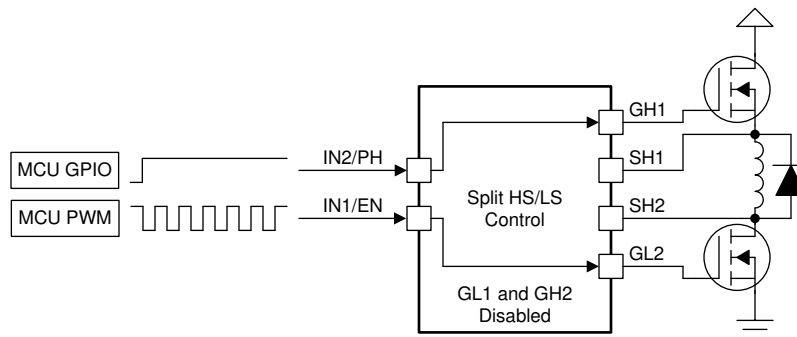 MCU GPIO
IN2/PH
GH1
SH1
MCU PWM
IN1/EN
Split HS/LS
Control
SH2
GL2
GL1 and GH2
Disabled